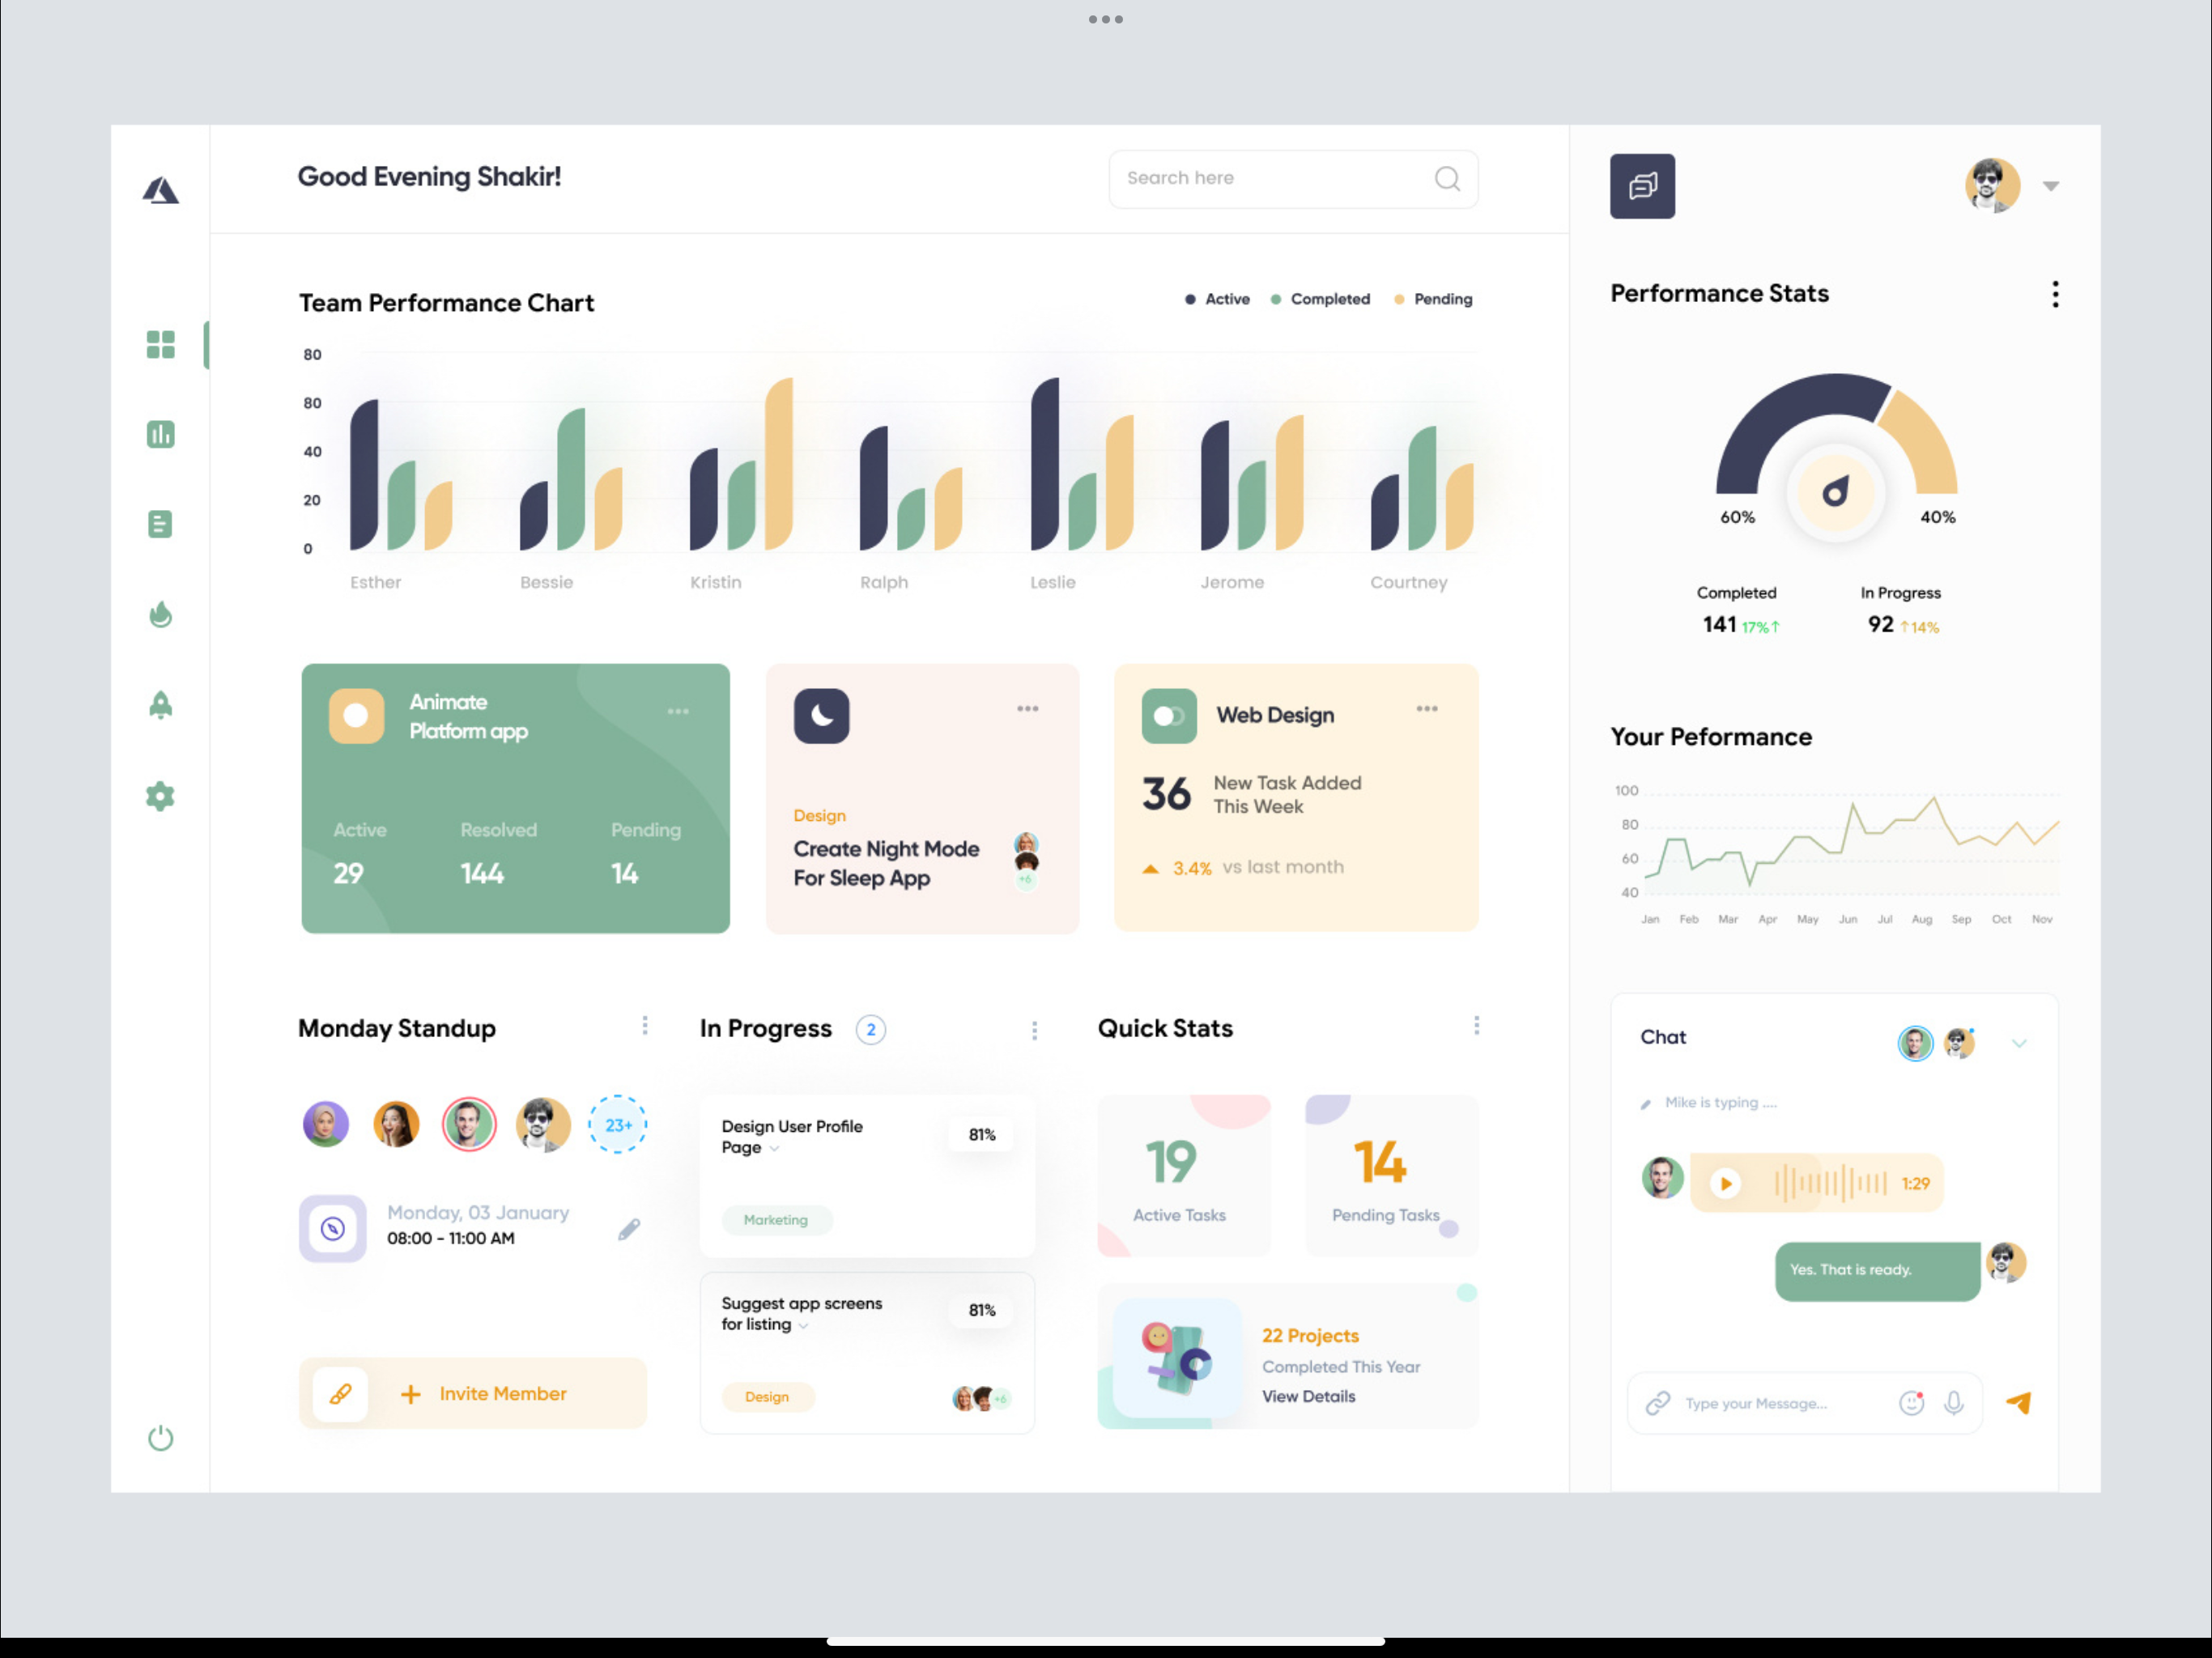 Good Evening Shakir!
Search here
Team Performance Chart
Active
Completed
Pending
80
80
40
20
0
Esther
Bessie
Kristin
Ralph
Leslie
Jerome
Courtney
Animate
Platform app
Active
Resolved
Pending
29
144
14
Design
Create Night Mode
For Sleep App
+6
Web Design
36
New Task Added
This Week
3.4%
vs last month
Monday Standup
23+
Monday, 03 January
08:00 - 11:00 AM
+ Invite Member
In Progress
2
Design User Profile
Page
81%
Marketing
Suggest app screens
for listing
81%
Design
+6
Quick Stats
19
Active Tasks
14
Pending Tasks
22 Projects
Completed This Year
View Details
Performance Stats
60%
40%
Completed
In Progress
141 17%↑
92 ↑14%
Your Peformance
100
80
60
40
Jan
Feb
Mar
Apr
May
Jun
Jul
Aug
Sep
Oct
Nov
Chat
Mike is typing ....
1:29
Yes. That is ready.
Type your Message...